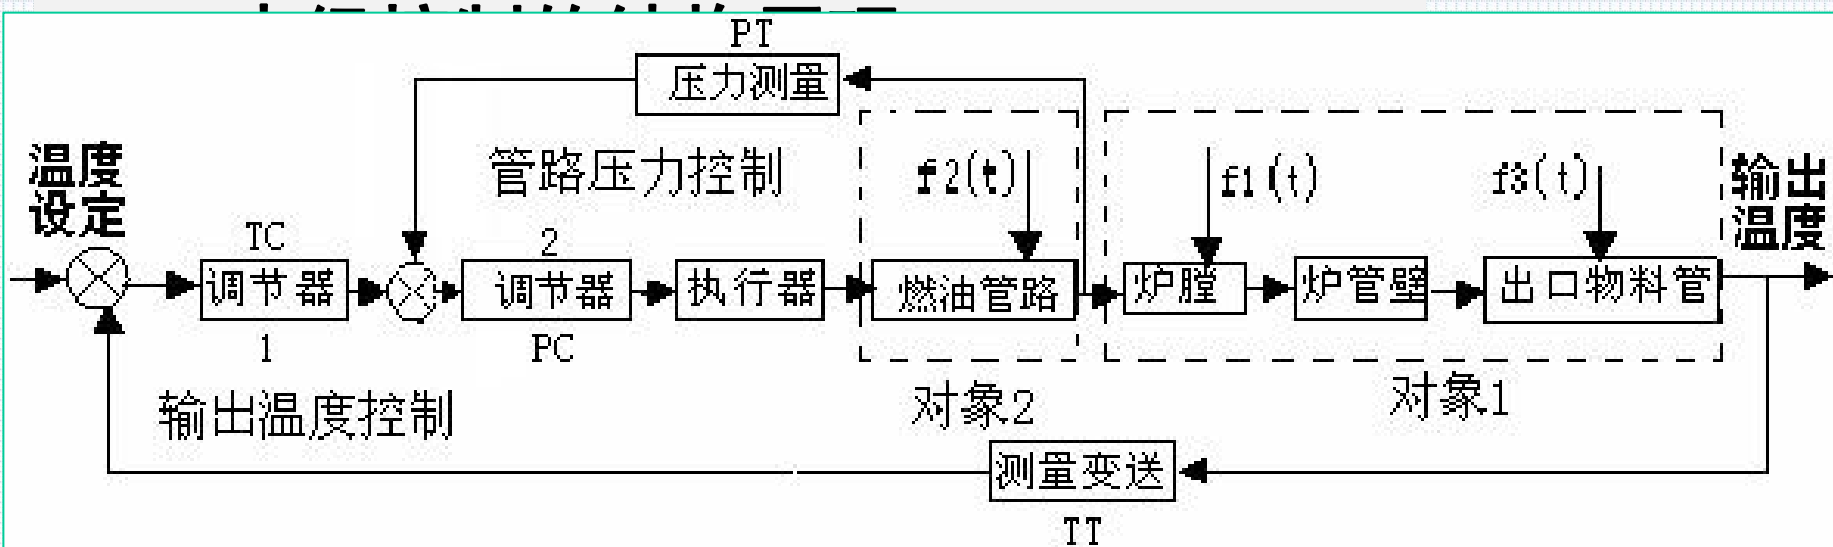 PT
压力测量
温度
设定
管路压力控制
f2(t)
f1(t)
f3(t)
输出
温度
TC
2
调节器
调节器
执行器
燃油管路
炉膛
炉管壁
出口物料管
1
PC
输出温度控制
对象2
对象1
测量变送
TT